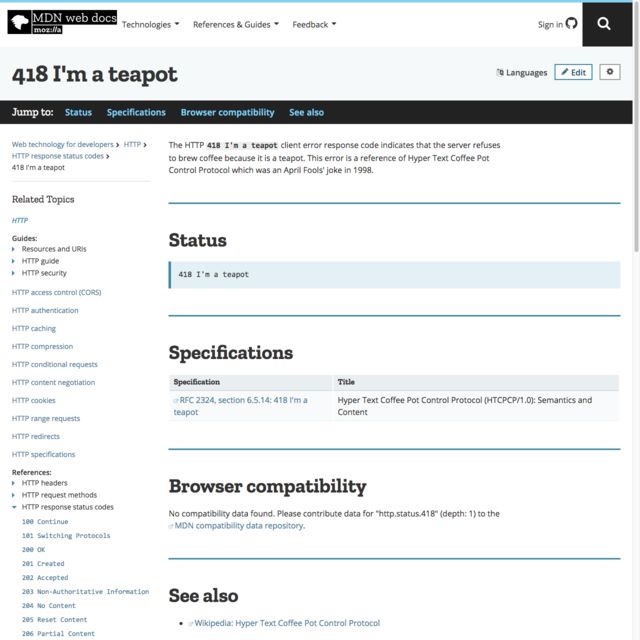 MDN web docs
moz://a
Technologies
References & Guides
Feedback
Sign in
418 I'm a teapot
Languages
Edit
Jump to:
Status
Specifications
Browser compatibility
See also
Web technology for developers
HTTP
HTTP response status codes
418 I'm a teapot
Related Topics
HTTP
Guides:
Resources and URIs
HTTP guide
HTTP security
HTTP access control (CORS)
HTTP authentication
HTTP caching
HTTP compression
HTTP conditional requests
HTTP content negotiation
HTTP cookies
HTTP range requests
HTTP redirects
HTTP specifications
References:
HTTP headers
HTTP request methods
HTTP response status codes
100 Continue
101 Switching Protocols
200 OK
201 Created
202 Accepted
203 Non-Authoritative Information
204 No Content
205 Reset Content
206 Partial Content
The HTTP 418 I'm a teapot client error response code indicates that the server refuses
to brew coffee because it is a teapot. This error is a reference of Hyper Text Coffee Pot
Control Protocol which was an April Fools' joke in 1998.
Status
418 I'm a teapot
Specifications
Specification
Title
RFC 2324, section 6.5.14: 418 I'm a
teapot
Hyper Text Coffee Pot Control Protocol (HTCPCP/1.0): Semantics and
Content
Browser compatibility
No compatibility data found. Please contribute data for "http.status.418" (depth: 1) to the
MDN compatibility data repository.
See also
Wikipedia: Hyper Text Coffee Pot Control Protocol